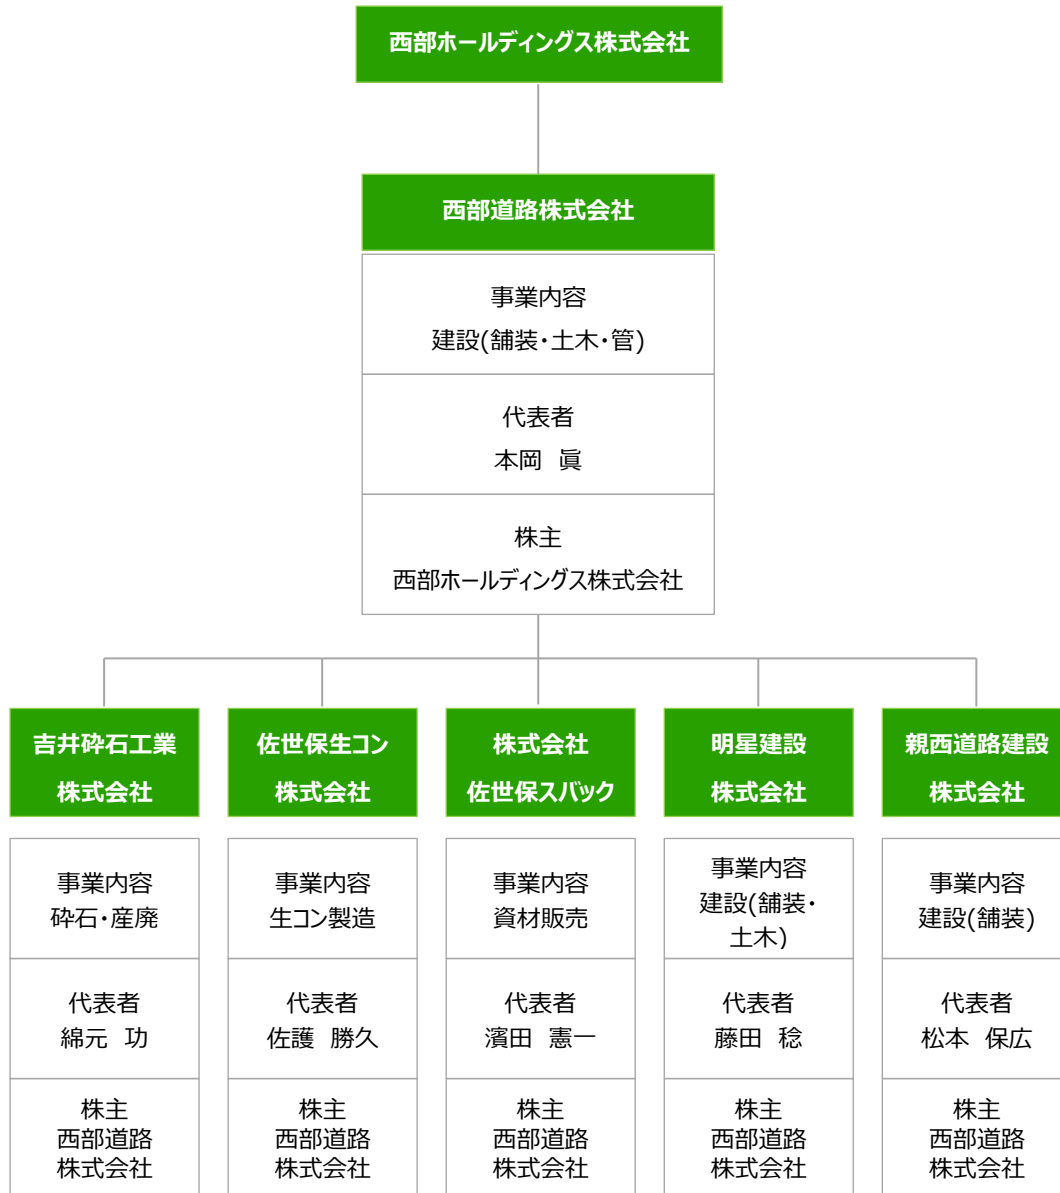 西部ホールディングス株式会社
西部道路株式会社
事業内容
建設(舗装・土木・管)
代表者
本岡 眞
株主
西部ホールディングス株式会社
吉井砕石工業
株式会社
事業内容
砕石・産廃
代表者
綿元 功
株主
西部道路
株式会社
佐世保生コン
株式会社
事業内容
生コン製造
代表者
佐護 勝久
株主
西部道路
株式会社
株式会社
佐世保スバック
事業内容
資材販売
代表者
濱田 憲一
株主
西部道路
株式会社
明星建設
株式会社
事業内容
建設(舗装・
土木)
代表者
藤田 稔
株主
西部道路
株式会社
親西道路建設
株式会社
事業内容
建設(舗装)
代表者
松本 保広
株主
西部道路
株式会社